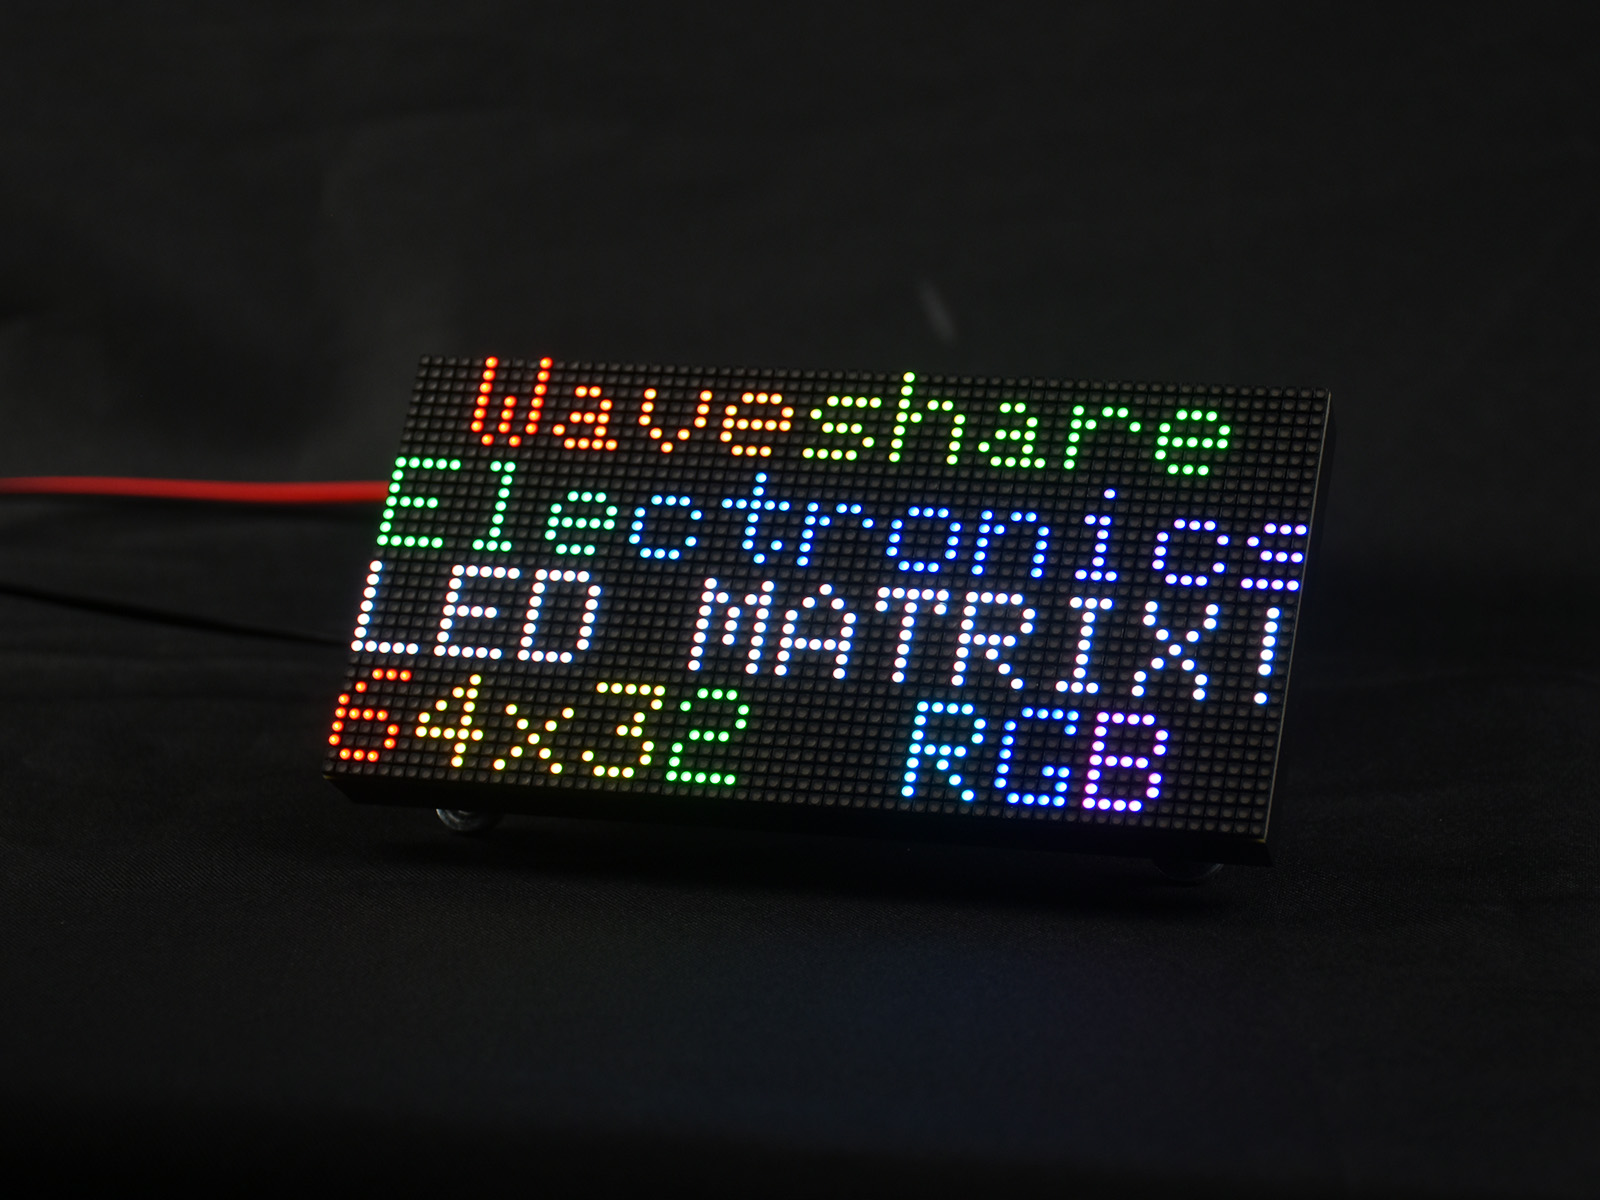 Waveshare
Electronics
LED MATRIX!
64x32 RGB